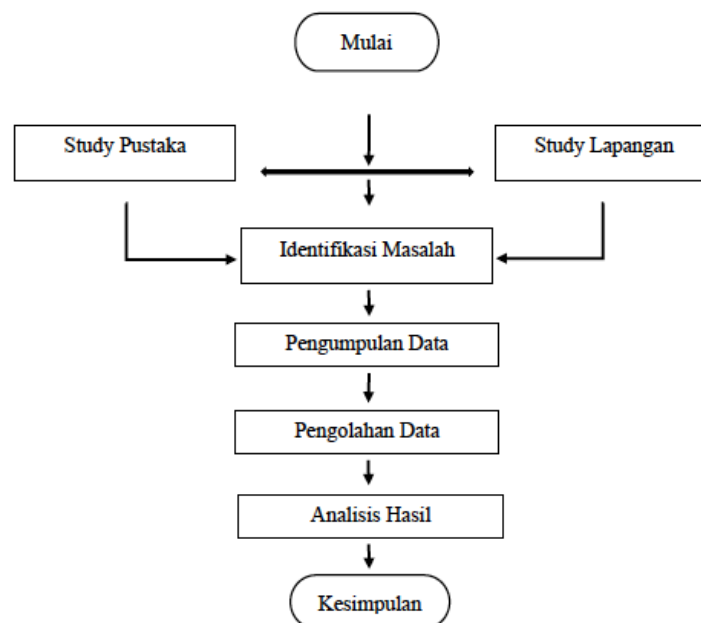 Mulai
Study Pustaka
Study Lapangan
Identifikasi Masalah
Pengumpulan Data
Pengolahan Data
Analisis Hasil
Kesimpulan